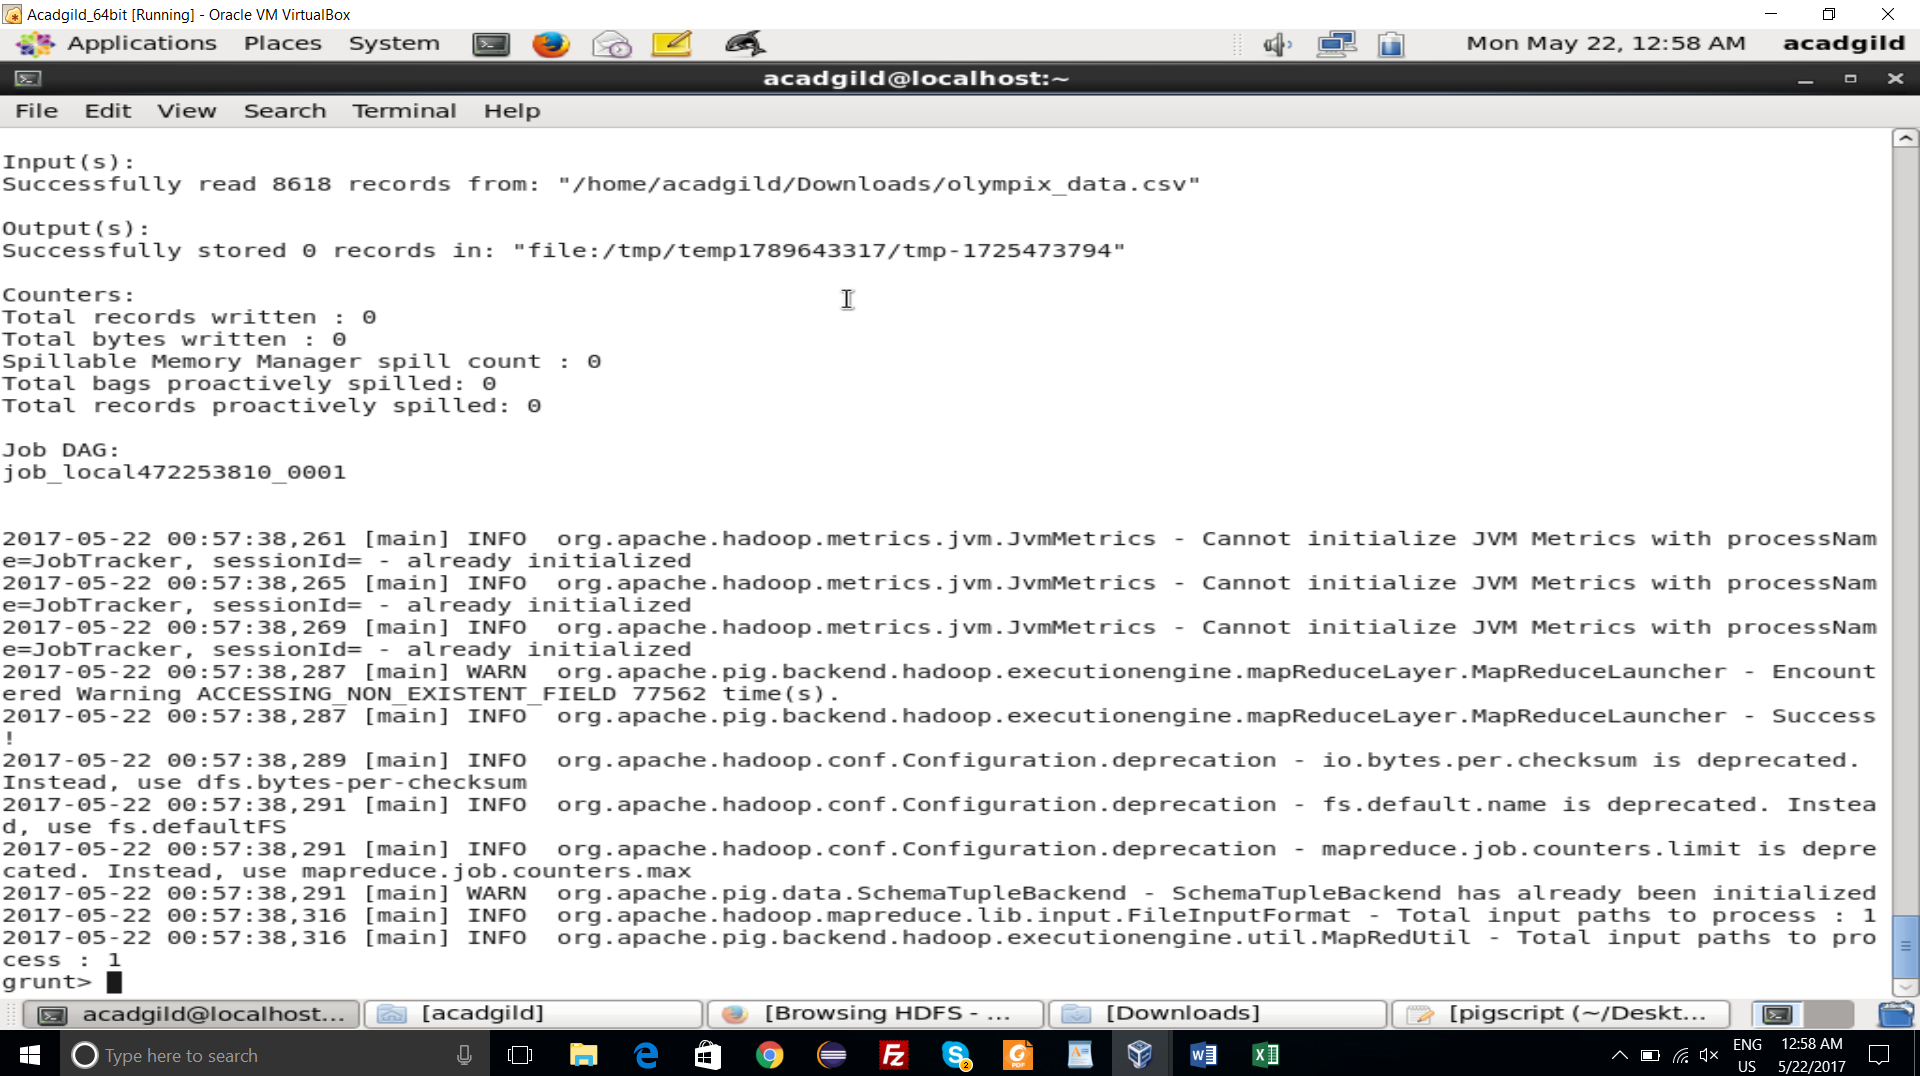 Acadgild_64bit [Running] - Oracle VM VirtualBox
Applications Places System Mon May 22, 12:58 AM acadgild
acadgild@localhost:~
File Edit View Search Terminal Help
Input(s):
Successfully read 8618 records from: "/home/acadgild/Downloads/olympix_data.csv"
Output(s):
Successfully stored 0 records in: "file:/tmp/temp1789643317/tmp-1725473794"
Counters:
Total records written : 0
Total bytes written : 0
Spillable Memory Manager spill count : 0
Total bags proactively spilled: 0
Total records proactively spilled: 0
Job DAG:
job_local472253810_0001
2017-05-22 00:57:38,261 [main] INFO  org.apache.hadoop.metrics.jvm.JvmMetrics - Cannot initialize JVM Metrics with processNam
e=JobTracker, sessionId= - already initialized
2017-05-22 00:57:38,265 [main] INFO  org.apache.hadoop.metrics.jvm.JvmMetrics - Cannot initialize JVM Metrics with processNam
e=JobTracker, sessionId= - already initialized
2017-05-22 00:57:38,269 [main] INFO  org.apache.hadoop.metrics.jvm.JvmMetrics - Cannot initialize JVM Metrics with processNam
e=JobTracker, sessionId= - already initialized
2017-05-22 00:57:38,287 [main] WARN  org.apache.pig.backend.hadoop.executionengine.mapReduceLayer.MapReduceLauncher - Encount
ered Warning ACCESSING_NON_EXISTENT_FIELD 77562 time(s).
2017-05-22 00:57:38,287 [main] INFO  org.apache.pig.backend.hadoop.executionengine.mapReduceLayer.MapReduceLauncher - Success
!
2017-05-22 00:57:38,289 [main] INFO  org.apache.hadoop.conf.Configuration.deprecation - io.bytes.per.checksum is deprecated.
Instead, use dfs.bytes-per-checksum
2017-05-22 00:57:38,291 [main] INFO  org.apache.hadoop.conf.Configuration.deprecation - fs.default.name is deprecated. Instea
d, use fs.defaultFS
2017-05-22 00:57:38,291 [main] INFO  org.apache.hadoop.conf.Configuration.deprecation - mapreduce.job.counters.limit is depre
cated. Instead, use mapreduce.job.counters.max
2017-05-22 00:57:38,291 [main] WARN  org.apache.pig.data.SchemaTupleBackend - SchemaTupleBackend has already been initialized
2017-05-22 00:57:38,316 [main] INFO  org.apache.hadoop.mapreduce.lib.input.FileInputFormat - Total input paths to process : 1
2017-05-22 00:57:38,316 [main] INFO  org.apache.pig.backend.hadoop.executionengine.util.MapRedUtil - Total input paths to pro
cess : 1
grunt>
acadgild@localhost... [acadgild] [Browsing HDFS - ... [Downloads] [pigscript (~/Deskt...
Type here to search ENG 12:58 AM
US 5/22/2017